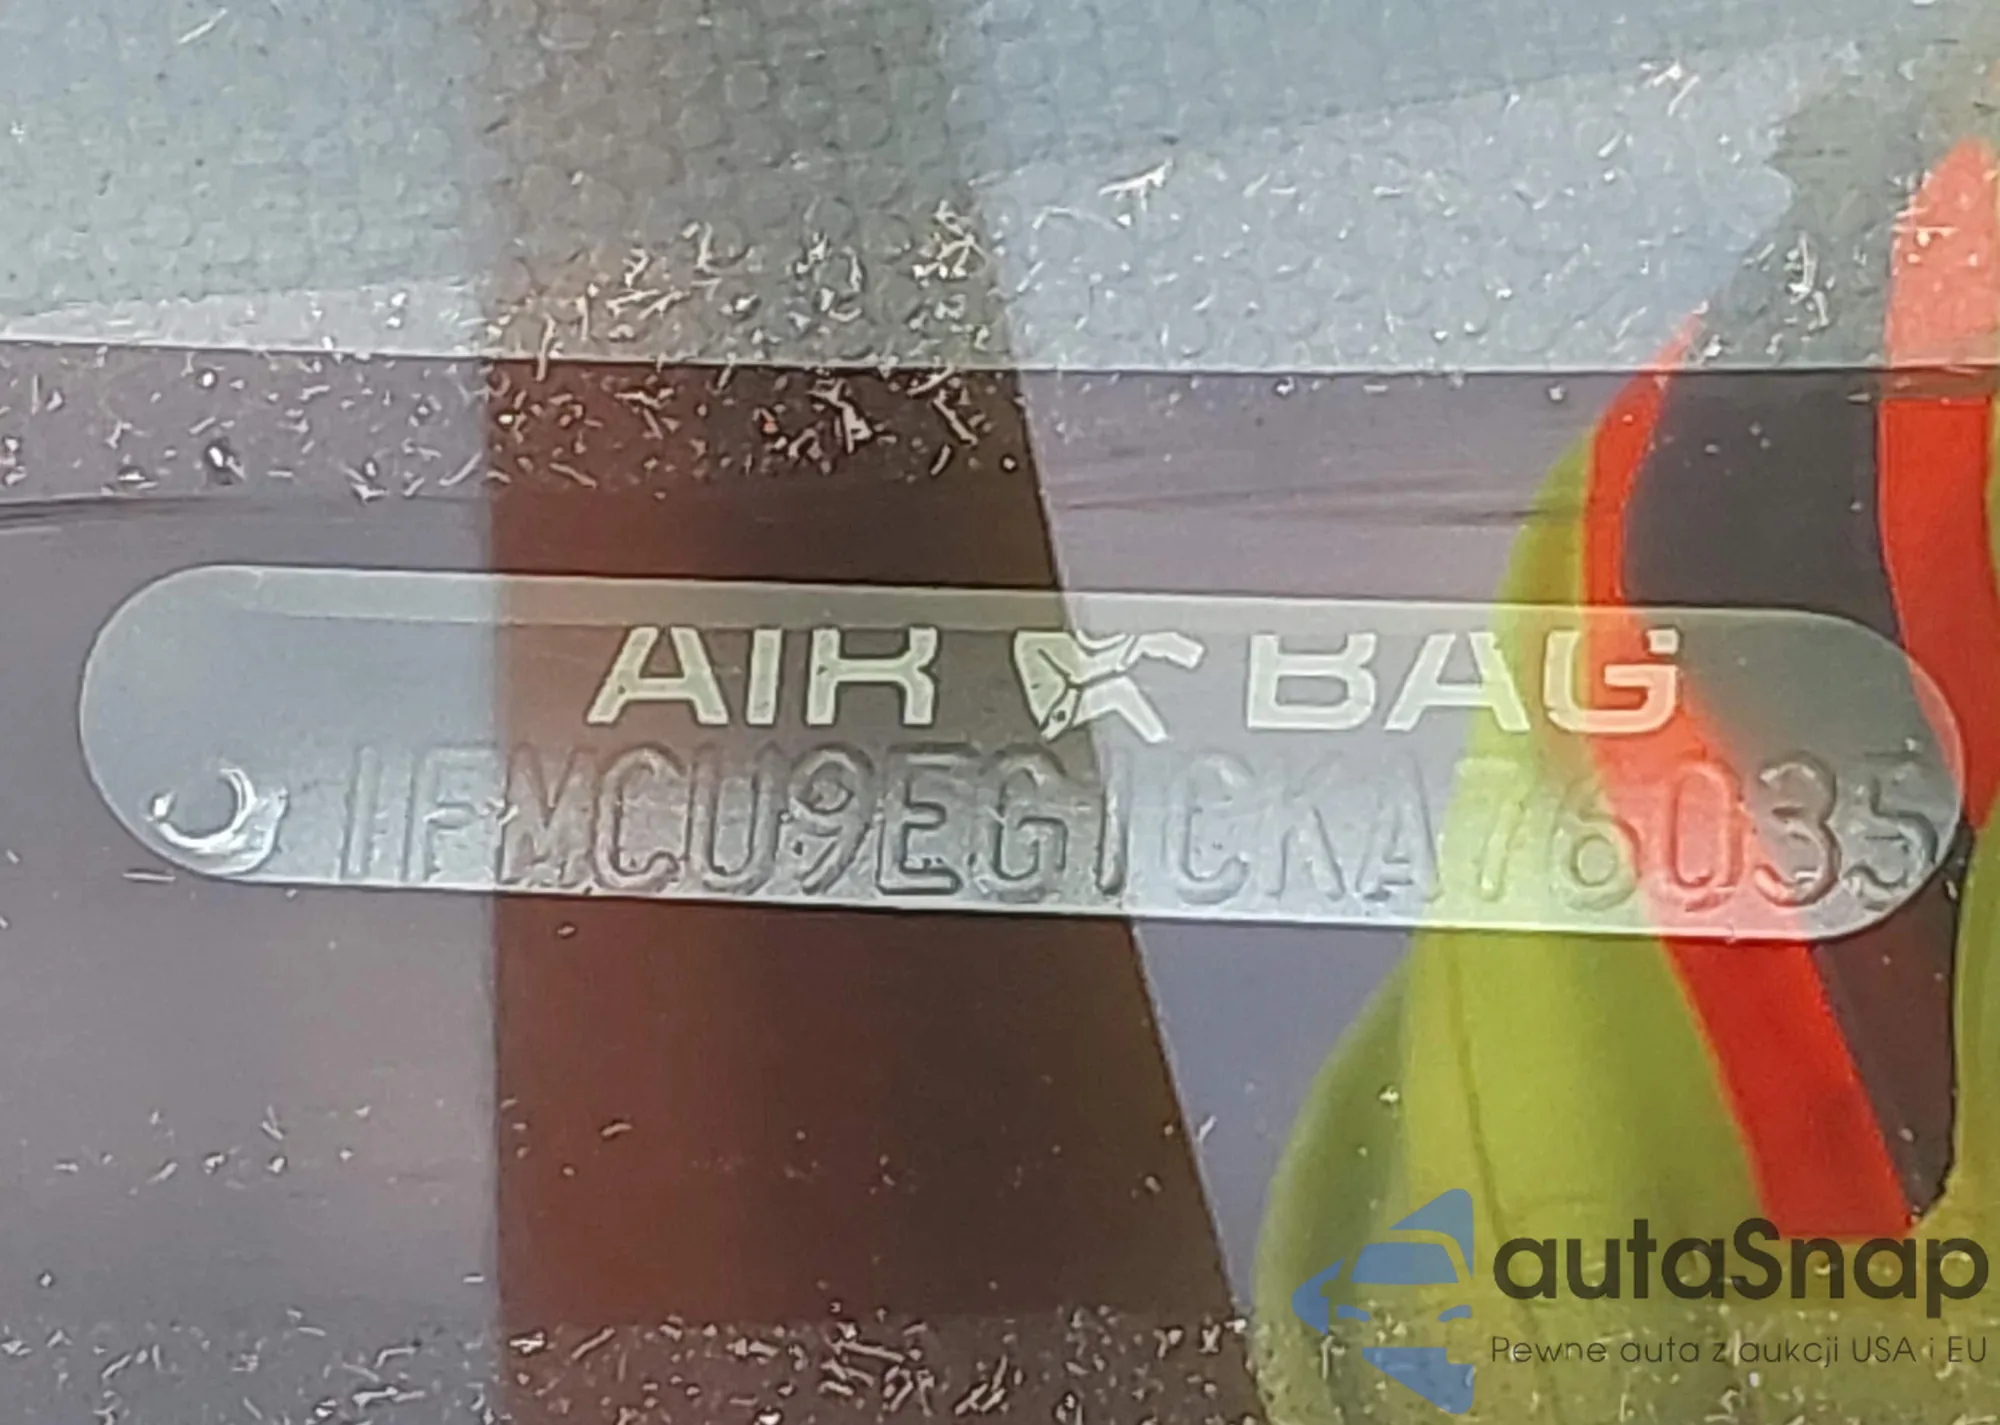 AIR BAG
1FMCU9EG1CKA76035
autaSnap
Pewne auta z aukcji USA i EU